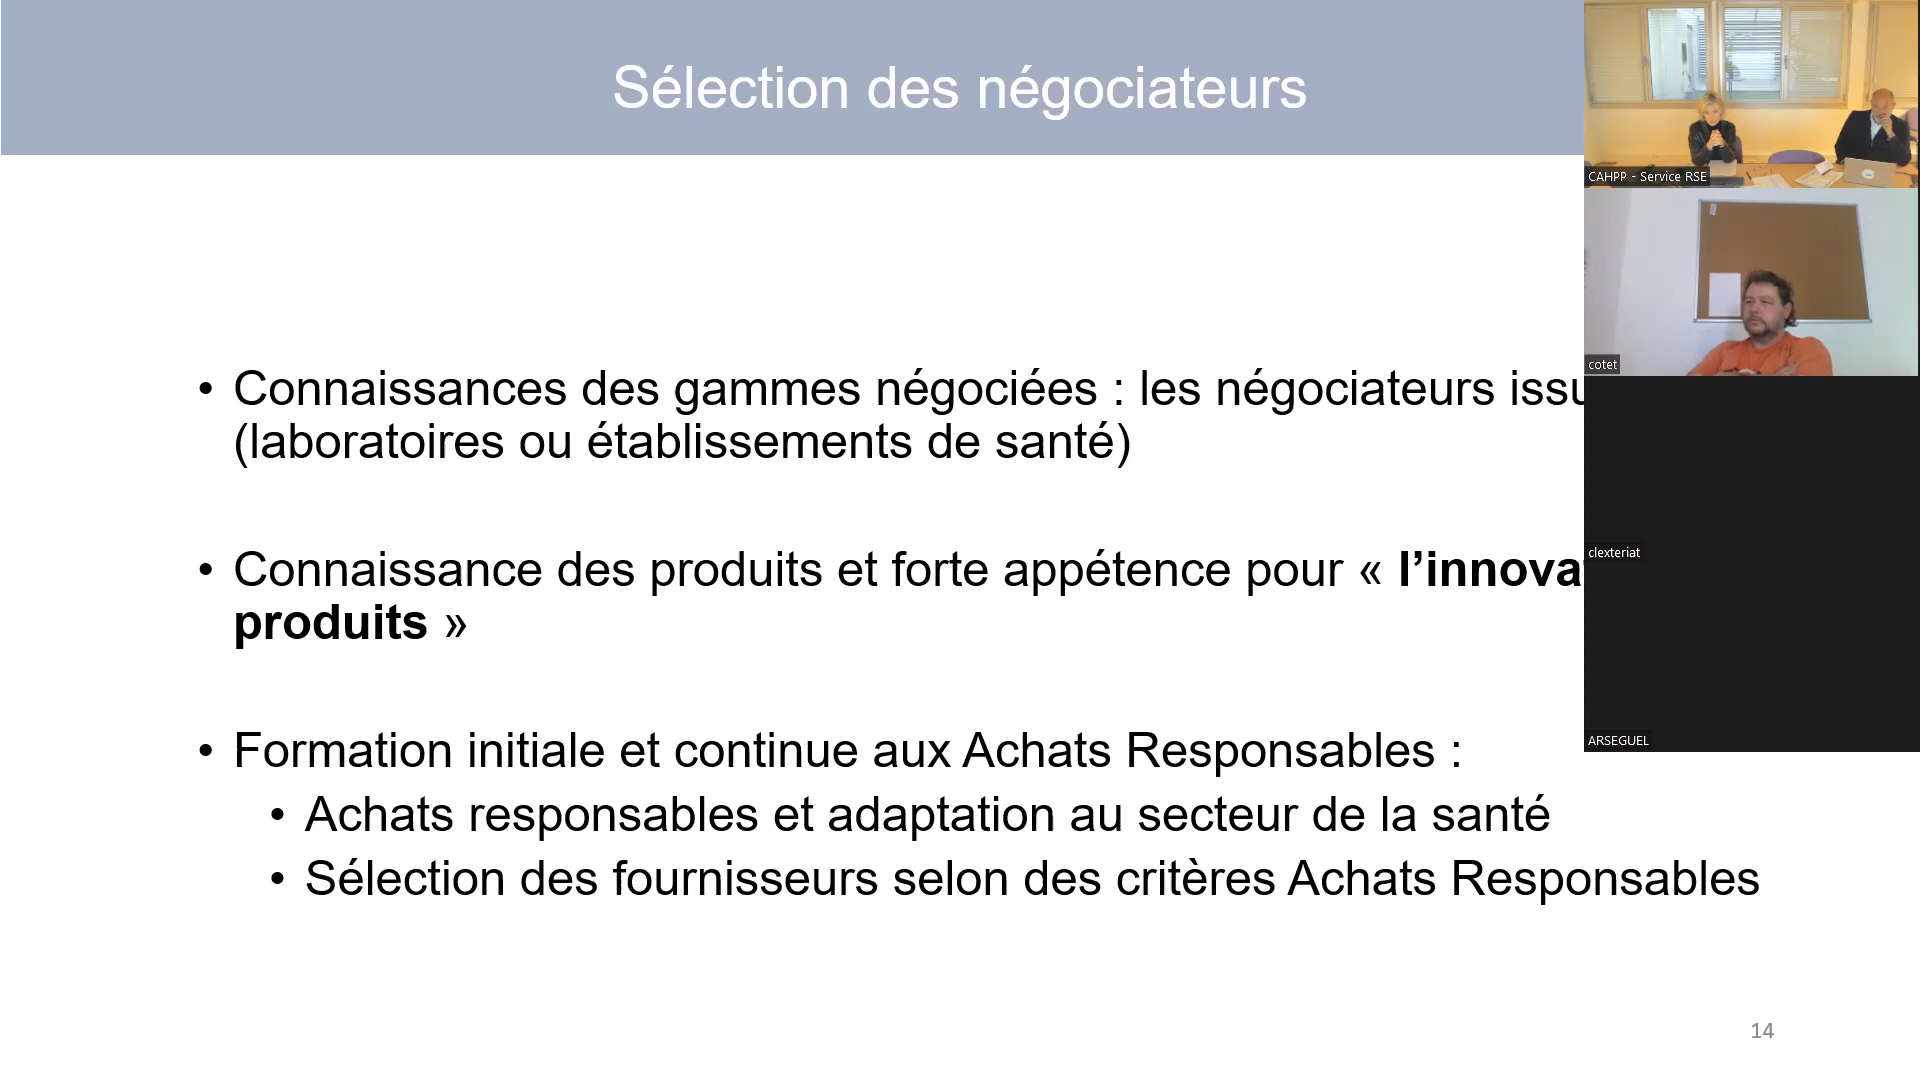 Sélection des négociateurs
• Connaissances des gammes négociées : les négociateurs
(laboratoires ou établissements de santé)
• Connaissance des produits et forte appétence pour «
produits »
• Formation initiale et continue aux Achats Responsables :
• Achats responsables et adaptation au secteur de la santé
• Sélection des fournisseurs selon des critères Achats Responsables
14
CAHPP - Service RSE
cotet
clexteriat
ARSEGUEL